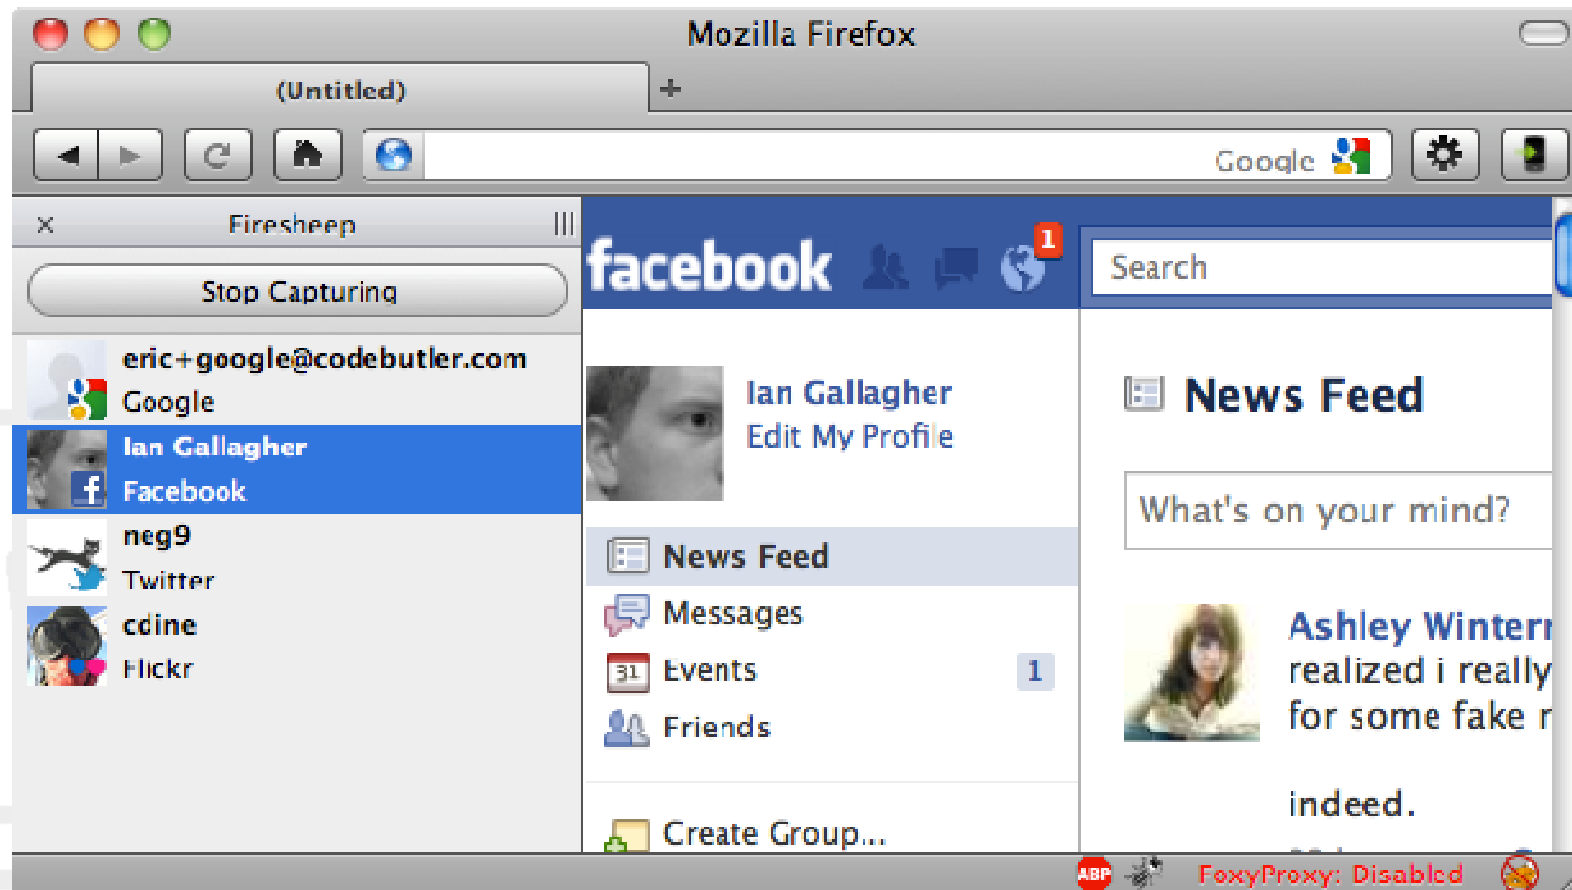 Mozilla Firefox
(Untitled)
+
Google
× Firesheep
Stop Capturing
eric+google@codebutler.com
Google
Ian Gallagher
Facebook
neg9
Twitter
cdine
Flickr
facebook
1
Search
Ian Gallagher
Edit My Profile
News Feed
Messages
31 Events 1
Friends
Create Group...
News Feed
What's on your mind?
Ashley
realized i really
for some fake
indeed.
ABP FoxyProxy: Disabled